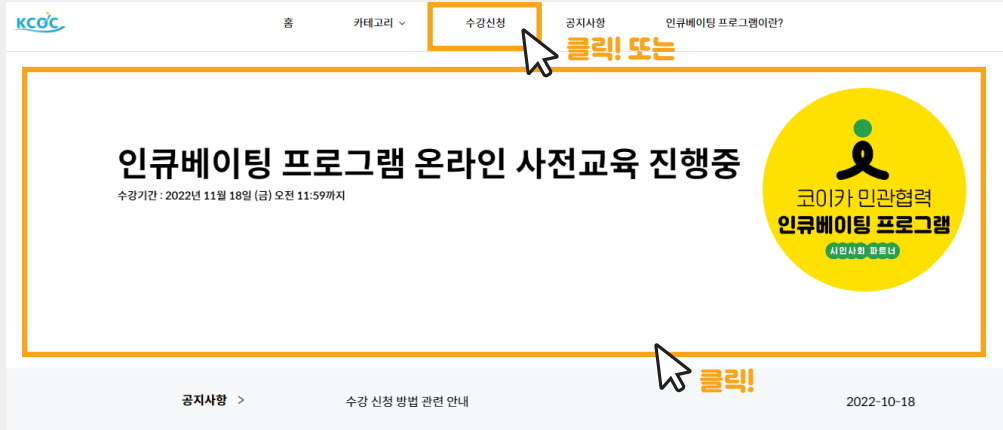 KCOC
홈 카테고리 수강신청 공지사항 인큐베이팅 프로그램이란?
클릭! 또는
인큐베이팅 프로그램 온라인 사전교육 진행중
수강기간 : 2022년 11월 18일 (금) 오전 11:59까지
코이카 민관협력
인큐베이팅 프로그램
시민사회 파트너
클릭!
공지사항 > 수강 신청 방법 관련 안내 2022-10-18